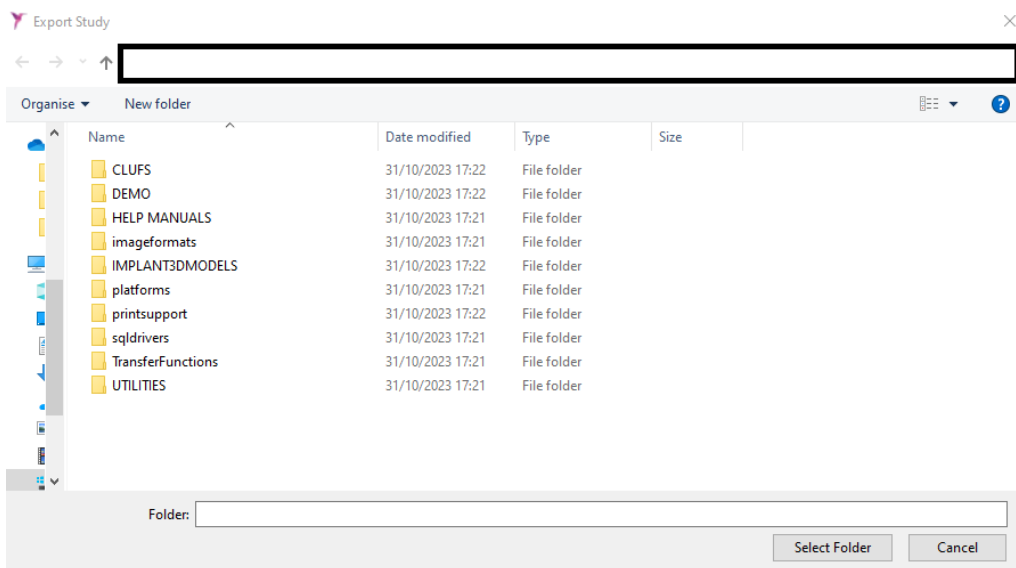 Export Study
Organise New folder
Name Date modified Type Size
CLUFS 31/10/2023 17:22 File folder
DEMO 31/10/2023 17:22 File folder
HELP MANUALS 31/10/2023 17:21 File folder
imageformats 31/10/2023 17:21 File folder
IMPLANT3DMODELS 31/10/2023 17:22 File folder
platforms 31/10/2023 17:21 File folder
printsupport 31/10/2023 17:22 File folder
sqldrivers 31/10/2023 17:21 File folder
TransferFunctions 31/10/2023 17:21 File folder
UTILITIES 31/10/2023 17:21 File folder
Folder:
Select Folder Cancel